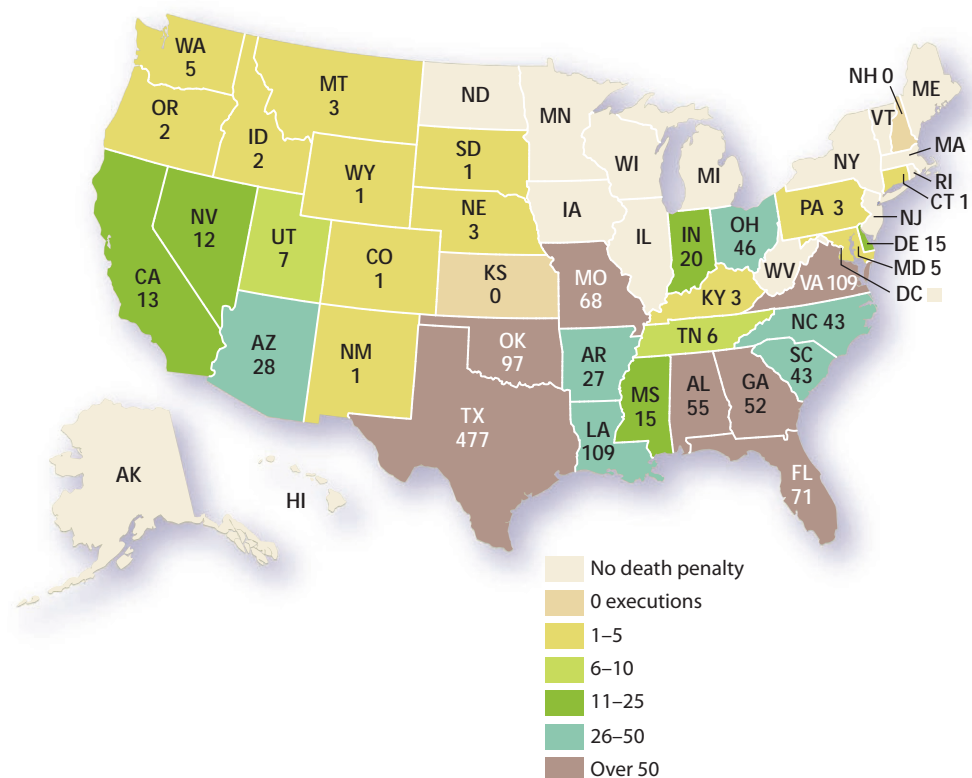 WA
5
MT
3
ND
MN
NH 0
ME
VT
OR
2
ID
2
SD
1
WI
MI
NY
MA
WY
1
RI
CT 1
NE
3
IA
PA 3
NJ
NV
12
UT
7
CO
1
IL
IN
20
OH
46
DE 15
MD 5
WV
DC
CA
13
KS
0
MO
68
VA 109
KY 3
NC 43
TN 6
AZ
28
NM
1
OK
97
AR
27
SC
43
MS
15
AL
55
GA
52
TX
477
LA
109
FL
71
AK
HI
No death penalty
0 executions
1–5
6–10
11–25
26–50
Over 50